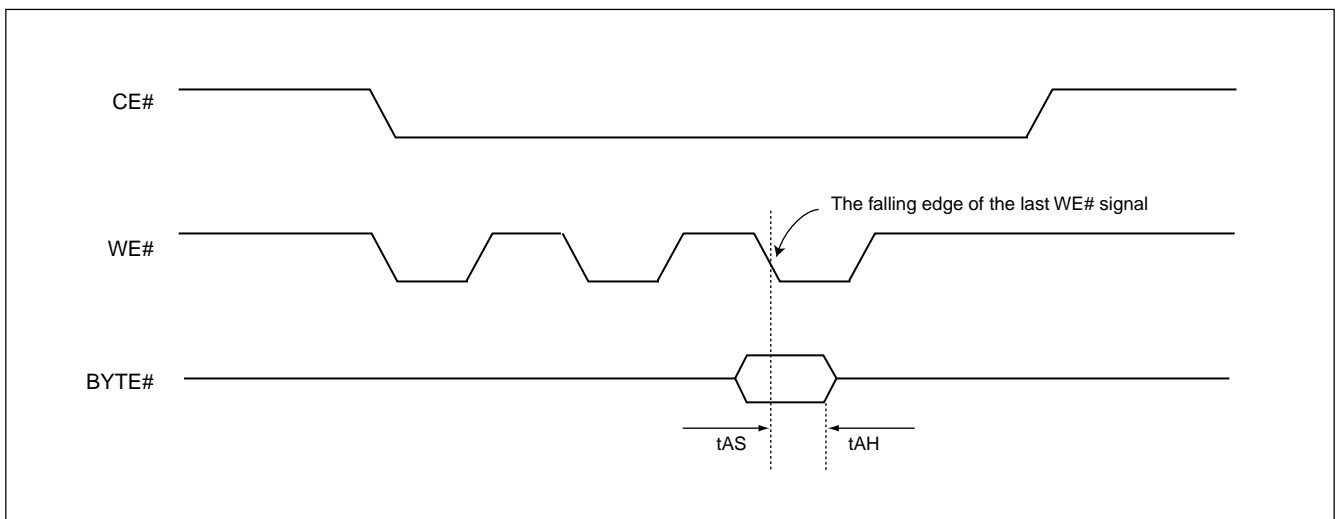 CE#
The falling edge of the last WE# signal
WE#
BYTE#
tAS
tAH